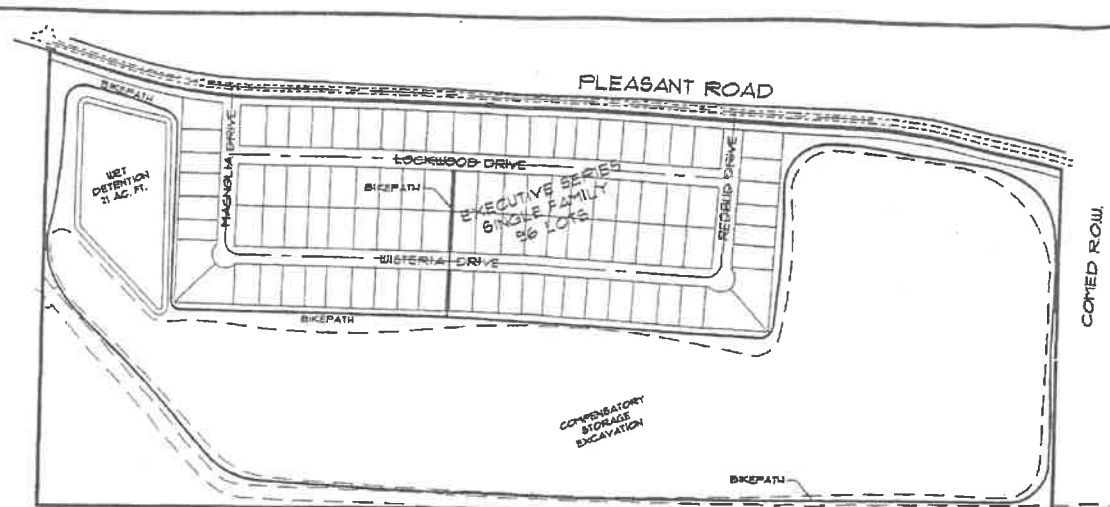 PLEASANT ROAD
BIKEPATH
WET
DETENTION
21 AC. FT.
MAGNOLIA DRIVE
LOCKWOOD DRIVE
BIKEPATH
EXECUTIVE SERIES
SINGLE FAMILY
96 LOTS
REDBUD DRIVE
WISTERIA DRIVE
BIKEPATH
COMED R.O.W.
COMPENSATORY
STORAGE
EXCAVATION
BIKEPATH